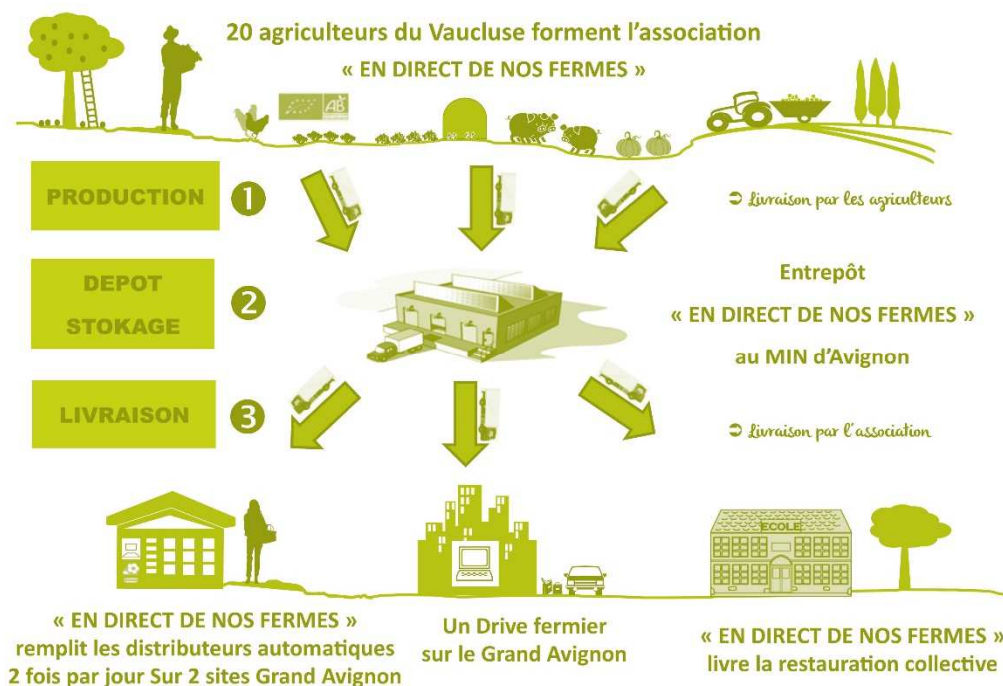 20 agriculteurs du Vaucluse forment l’association
« EN DIRECT DE NOS FERMES »
AB
PRODUCTION
1
➲ Livraison par les agriculteurs
DEPOT
STOKAGE
2
Entrepôt
« EN DIRECT DE NOS FERMES »
au MIN d’Avignon
LIVRAISON
3
➲ Livraison par l’association
ECOLE
« EN DIRECT DE NOS FERMES »
remplit les distributeurs automatiques
2 fois par jour Sur 2 sites Grand Avignon
Un Drive fermier
sur le Grand Avignon
« EN DIRECT DE NOS FERMES »
livre la restauration collective